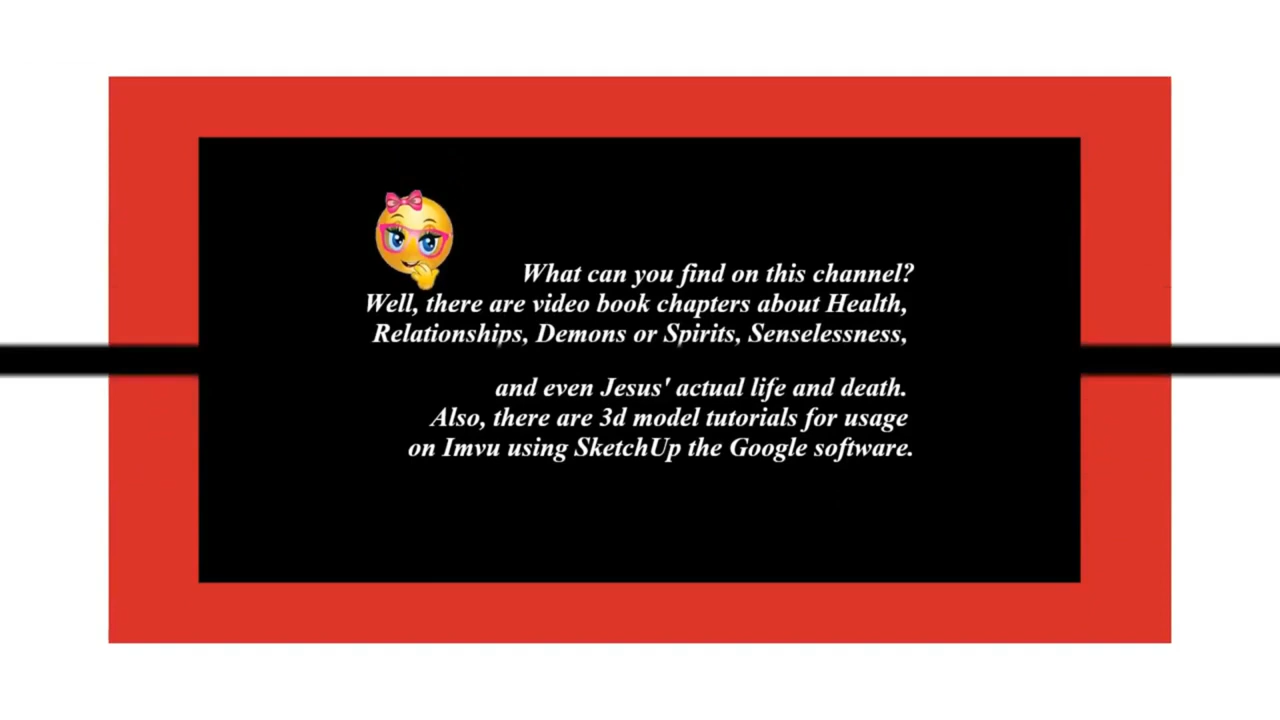 What can you find on this channel?
Well, there are video book chapters about Health,
Relationships, Demons or Spirits, Senselessness,
and even Jesus' actual life and death.
Also, there are 3d model tutorials for usage
on Imvu using SketchUp the Google software.